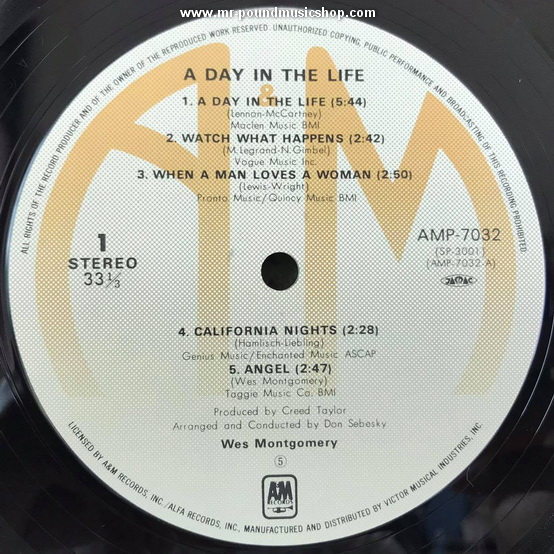 www.mr-poundmusicshop.com
ALL RIGHTS OF THE RECORD PRODUCER AND OF THE OWNER OF THE REPRODUCED WORK RESERVED. UNAUTHORIZED COPYING, PUBLIC PERFORMANCE AND BROADCASTING OF THIS RECORDING PROHIBITED
A&M
A DAY IN THE LIFE
1. A DAY IN THE LIFE (5:44)
(Lennan-McCartney)
Maclen Music BMI
2. WATCH WHAT HAPPENS (2:42)
(M.Legrand-N.Gimbel)
Vogue Music Inc.
3. WHEN A MAN LOVES A WOMAN (2:50)
(Lewis-Wright)
Pronto Music/Quincy Music BMI
1
STEREO
33⅓
AMP-7032
(SP-3001)
(AMP-7032-A)
JASRAC
4. CALIFORNIA NIGHTS (2:28)
(Hamlisch-Liebling)
Genius Music/Enchanted Music ASCAP
5. ANGEL (2:47)
(Wes Montgomery)
Taggie Music Co. BMI
Produced by Creed Taylor
Arranged and Conducted by Don Sebesky
Wes Montgomery
⑤
A&M
RECORDS
LICENSED BY A&M RECORDS, INC./ALFA RECORDS, INC., MANUFACTURED AND DISTRIBUTED BY VICTOR MUSICAL INDUSTRIES, INC.